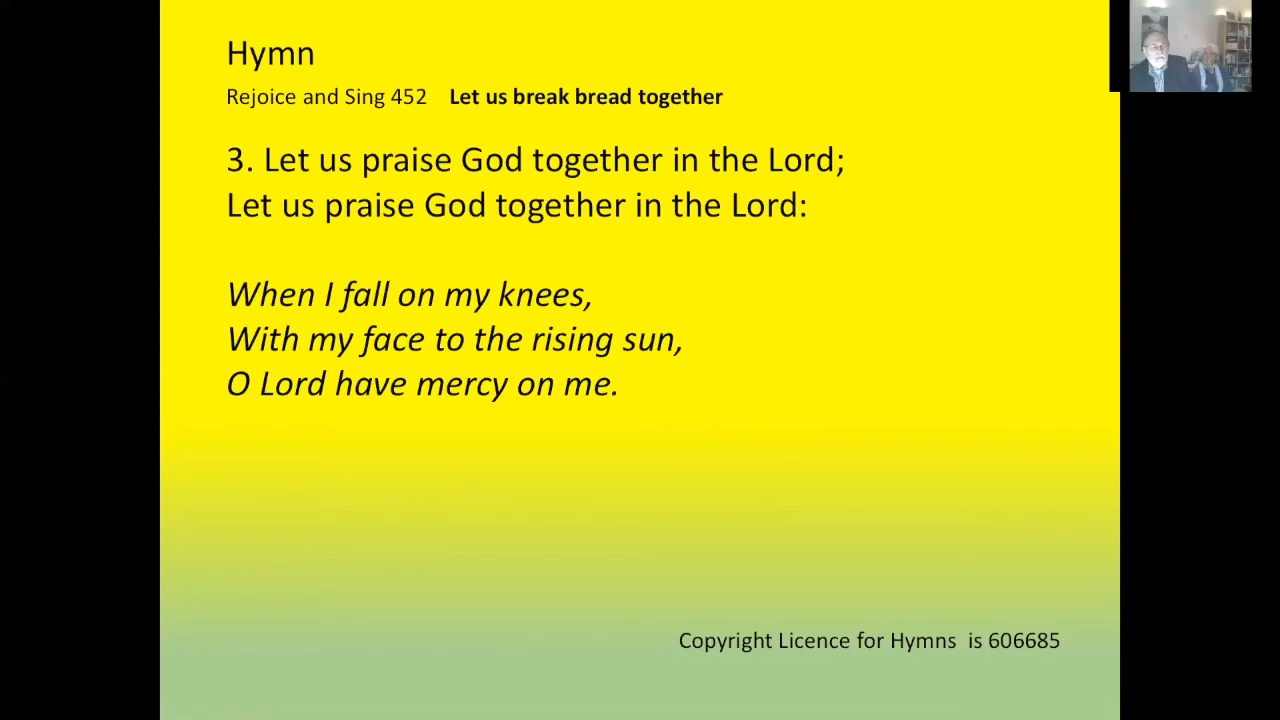 Hymn
Rejoice and Sing 452 Let us break bread together
3. Let us praise God together in the Lord;
Let us praise God together in the Lord:
When I fall on my knees,
With my face to the rising sun,
O Lord have mercy on me.
Copyright Licence for Hymns is 606685